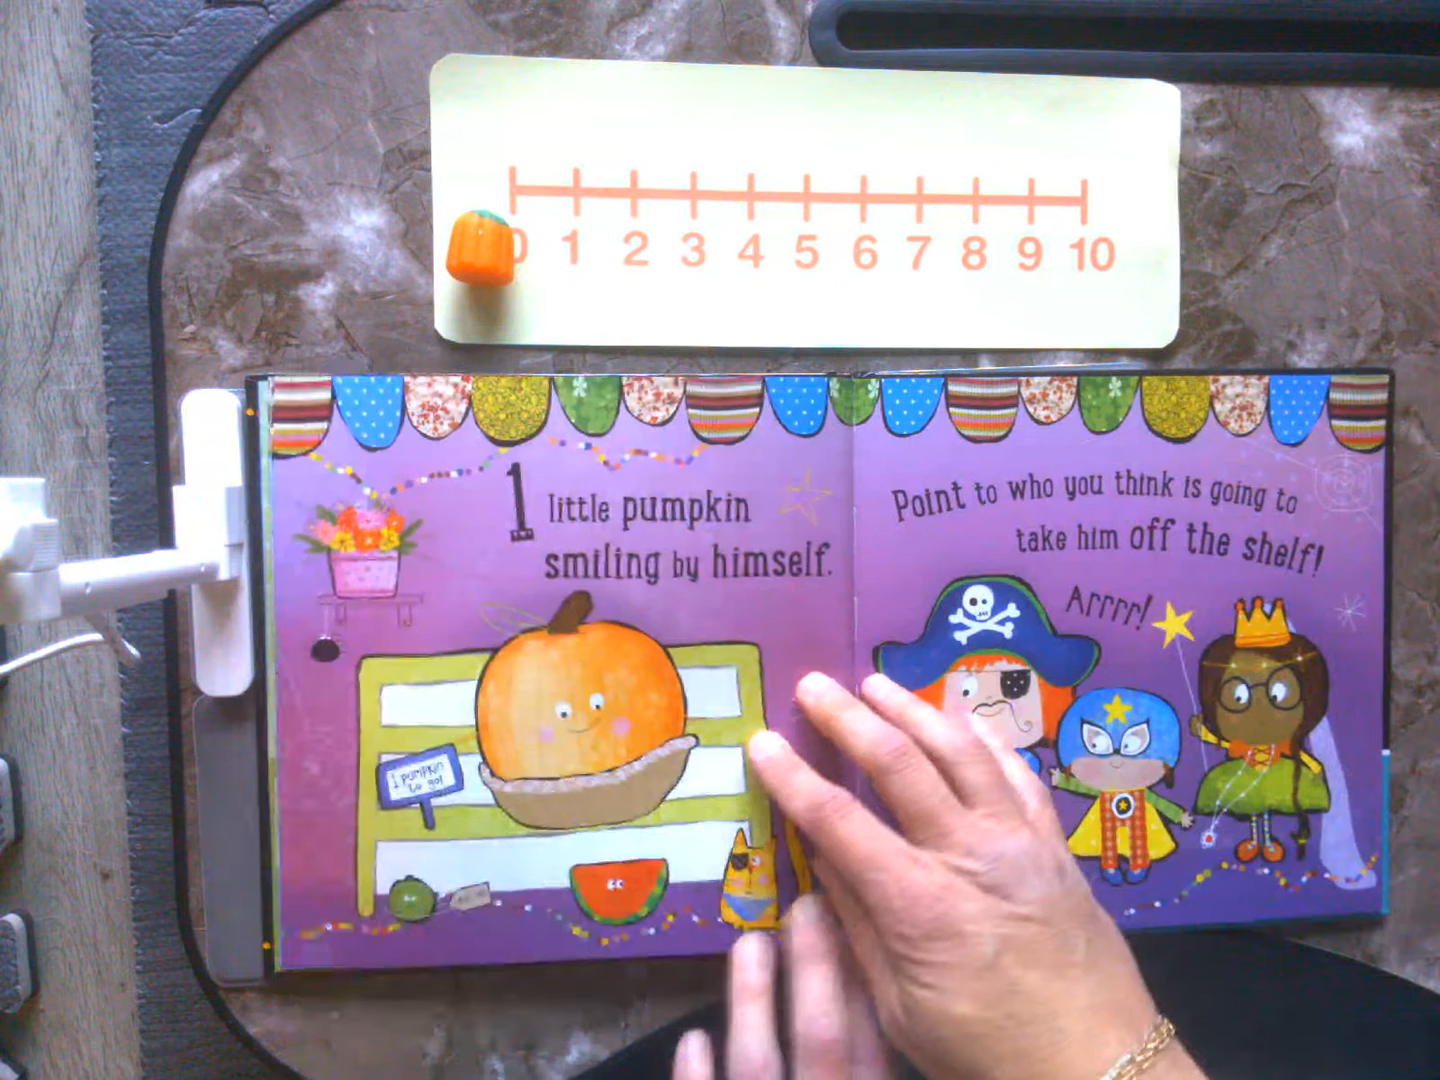 0 1 2 3 4 5 6 7 8 9 10
1 little pumpkin
smiling by himself.
1 pumpkin
to go!
Point to who you think is going to
take him off the shelf!
Arrrr!